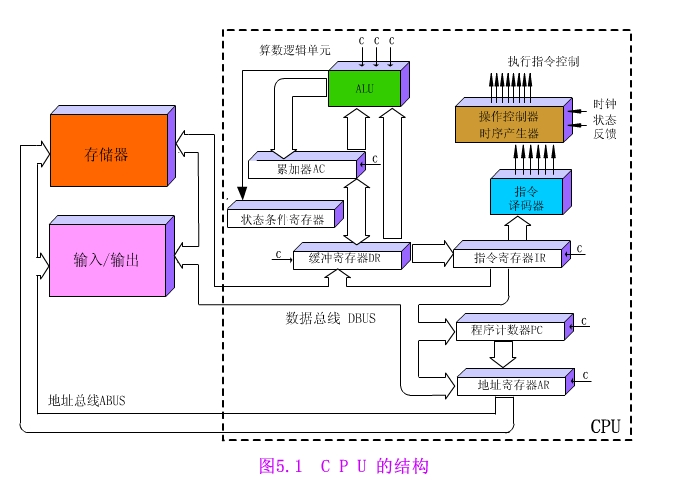 算数逻辑单元
C C C
执行指令控制
ALU
操作控制器
时序产生器
时钟
状态
反馈
存储器
累加器AC
C
指令
译码器
状态条件寄存器
输入/输出
C
缓冲寄存器DR
指令寄存器IR
C
数据总线 DBUS
程序计数器PC
C
地址寄存器AR
C
地址总线ABUS
CPU
图5.1 C P U 的结构